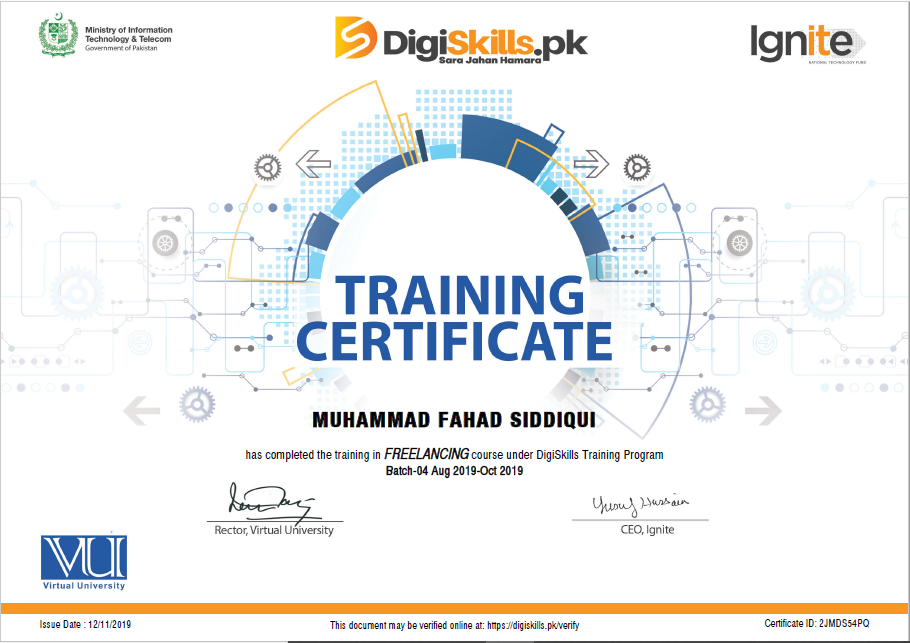 Ministry of Information
Technology & Telecom
Government of Pakistan
DigiSkills.pk
Sara Jahan Hamara
Ignite
NATIONAL TECHNOLOGY FUND
TRAINING
CERTIFICATE
MUHAMMAD FAHAD SIDDIQUI
has completed the training in FREELANCING course under DigiSkills Training Program
Batch-04 Aug 2019-Oct 2019
Yusuf Hussain
Rector, Virtual University
CEO, Ignite
VU
Virtual University
Issue Date : 12/11/2019
This document may be verified online at: https://digiskills.pk/verify
Certificate ID: 2JMDS54PQ